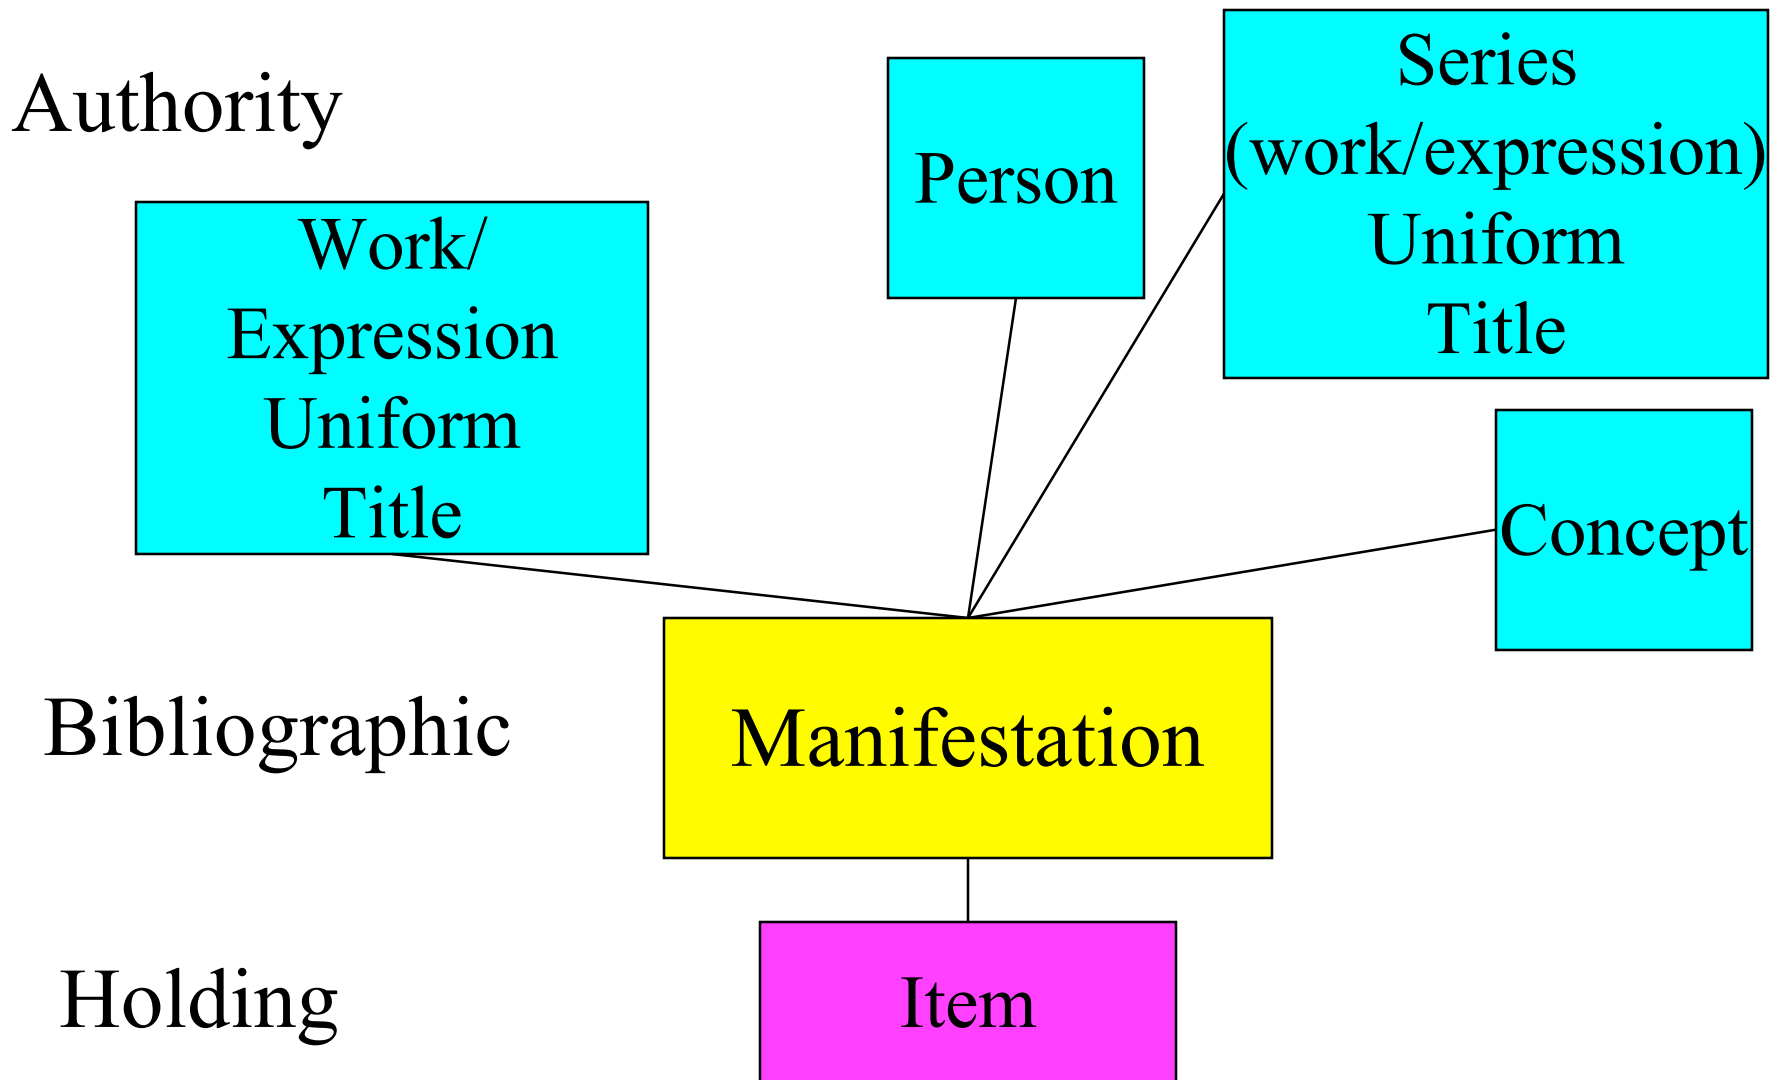 Authority
Work/
Expression
Uniform
Title
Person
Series
(work/expression)
Uniform
Title
Concept
Bibliographic
Manifestation
Holding
Item